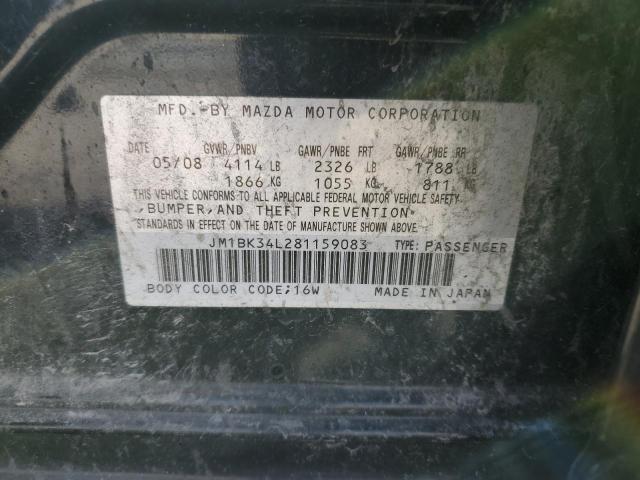 MFD. BY MAZDA MOTOR CORPORATION
DATE GVWR/PNBV GAWR/PNBE FRT GAWR/PNBE RR
05/08 4114 LB 2326 LB 1788 LB
1866 KG 1055 KG 811 KG
THIS VEHICLE CONFORMS TO ALL APPLICABLE FEDERAL MOTOR VEHICLE SAFETY,
BUMPER, AND THEFT PREVENTION
STANDARDS IN EFFECT ON THE DATE OF MANUFACTURE SHOWN ABOVE.
JM1BK34L281159083 TYPE: PASSENGER
BODY COLOR CODE;16W MADE IN JAPAN